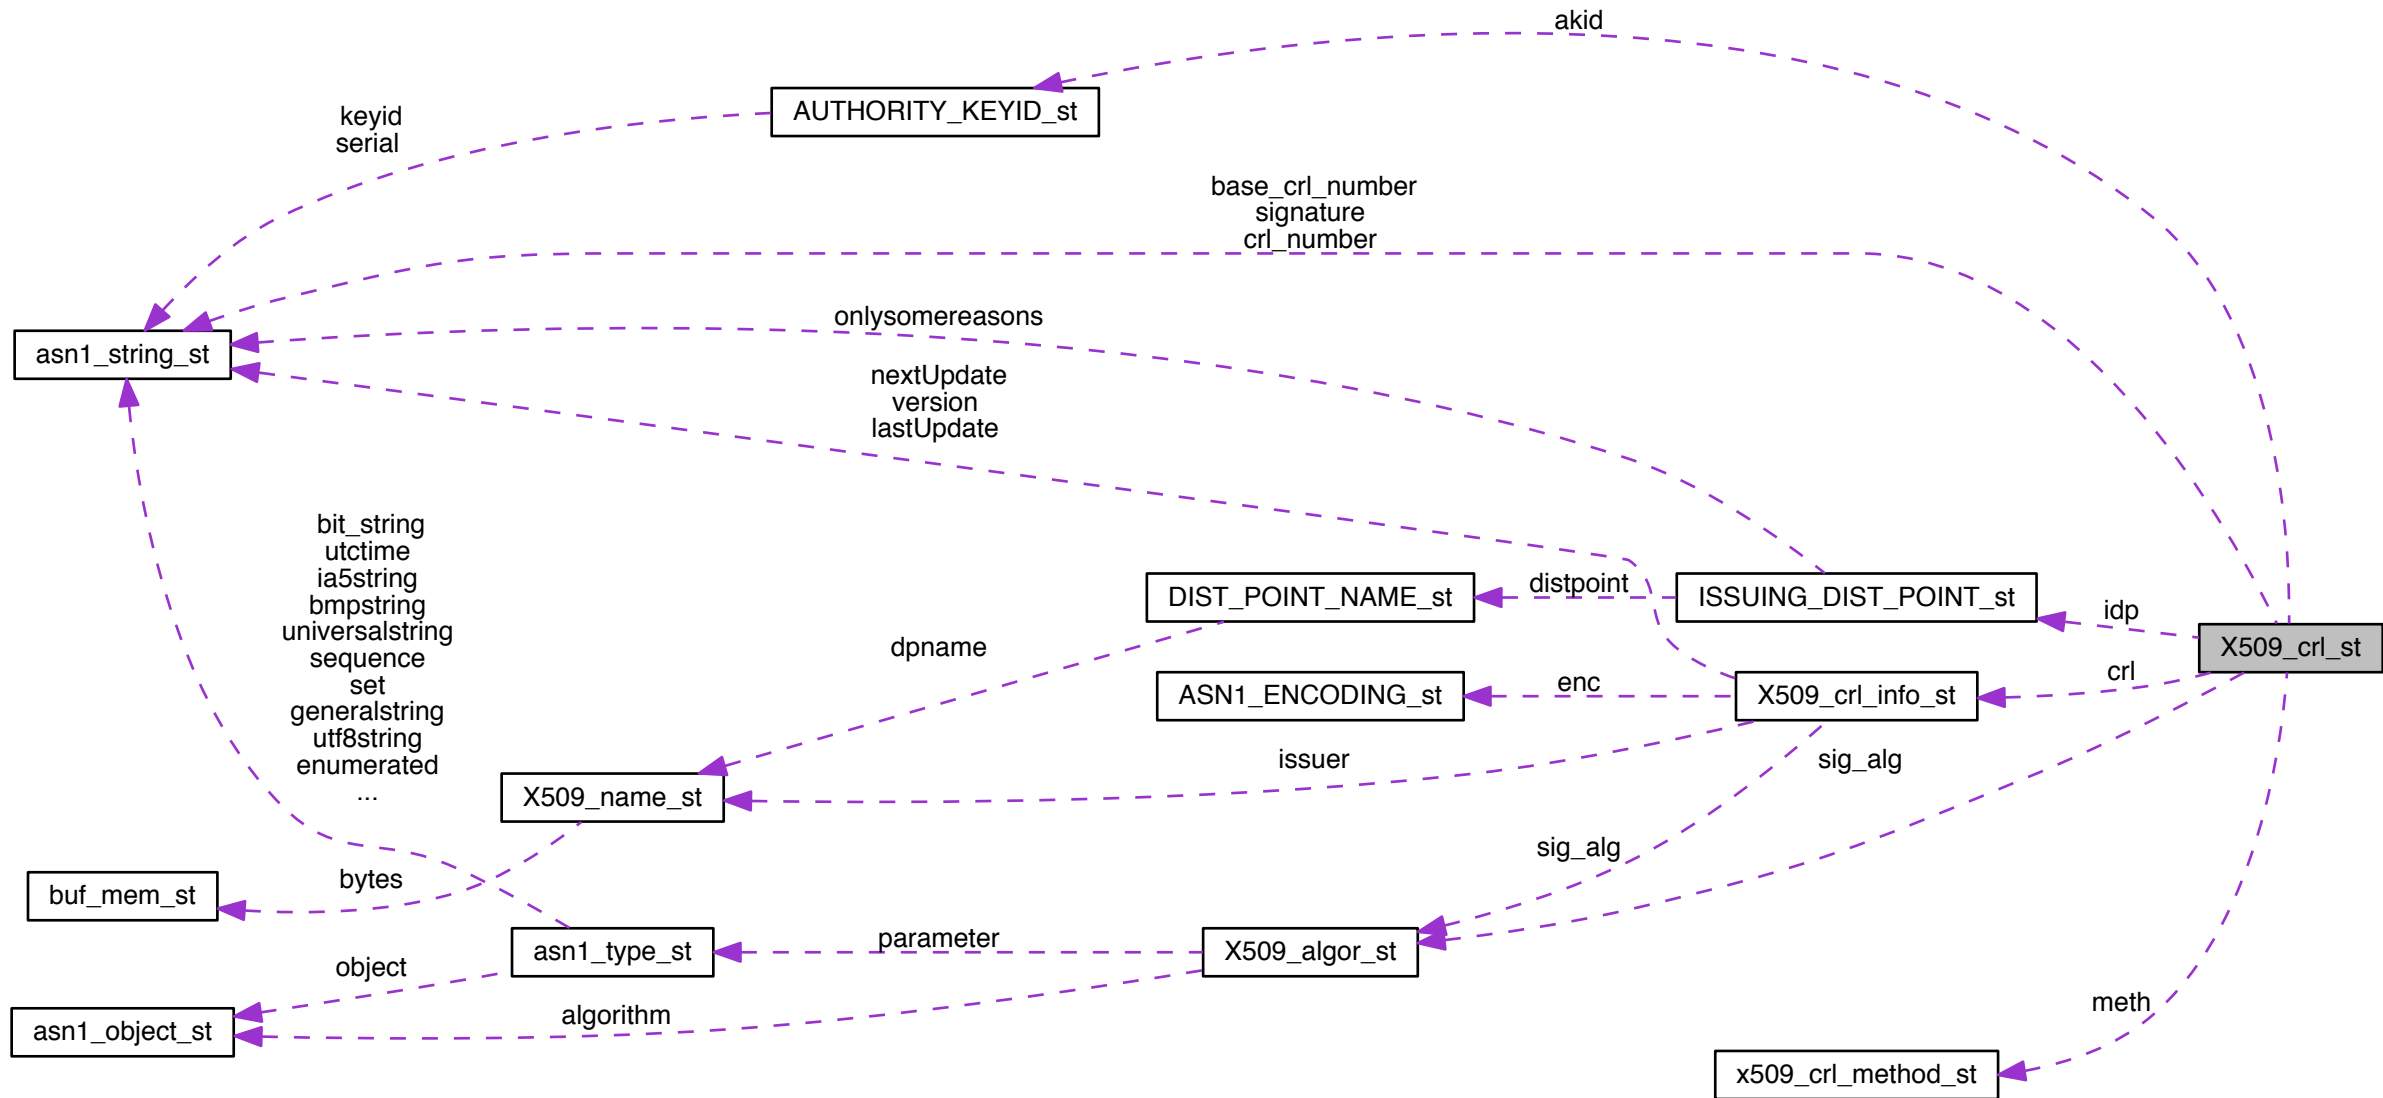 akid
AUTHORITY_KEYID_st
keyid
serial
base_crl_number
signature
crl_number
onlysomereasons
asn1_string_st
nextUpdate
version
lastUpdate
bit_string
utctime
ia5string
bmpstring
universalstring
sequence
set
generalstring
utf8string
enumerated
...
DIST_POINT_NAME_st
distpoint
ISSUING_DIST_POINT_st
idp
X509_crl_st
dpname
ASN1_ENCODING_st
enc
X509_crl_info_st
crl
issuer
sig_alg
X509_name_st
sig_alg
bytes
buf_mem_st
asn1_type_st
parameter
X509_algor_st
object
algorithm
asn1_object_st
meth
x509_crl_method_st